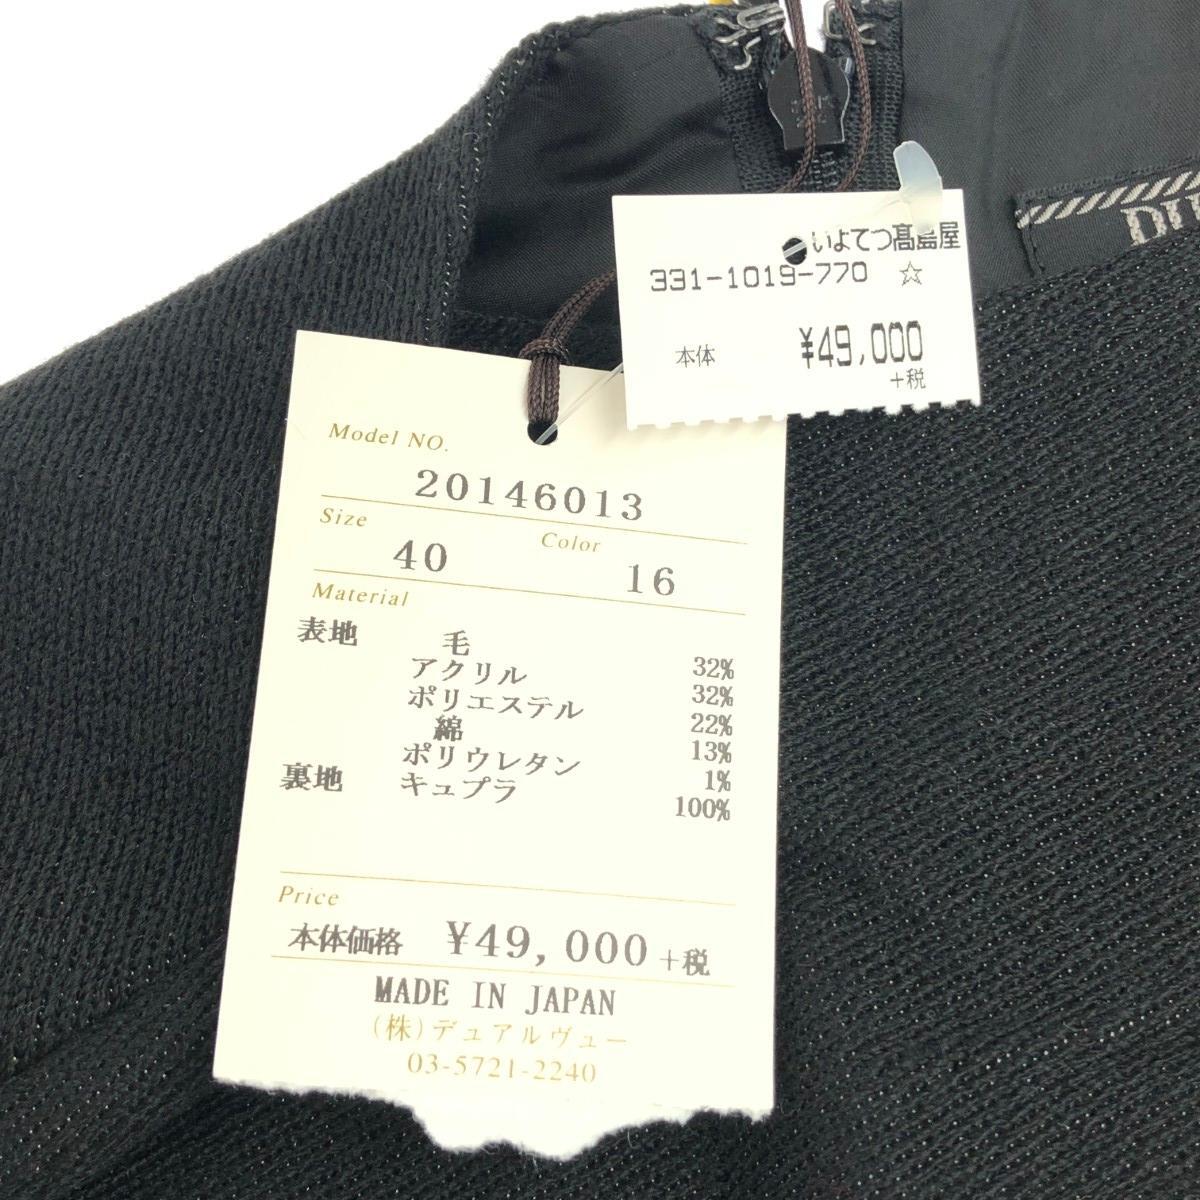 いよてつ髙島屋
331-1019-770 ☆
本体 ¥49,000
+税
Model NO.
20146013
Size Color
40 16
Material
表地 毛 32%
アクリル 32%
ポリエステル 22%
綿 13%
ポリウレタン 1%
裏地 キュプラ 100%
Price
本体価格 ¥49,000+税
MADE IN JAPAN
(株)デュアルヴュー
03-5721-2240